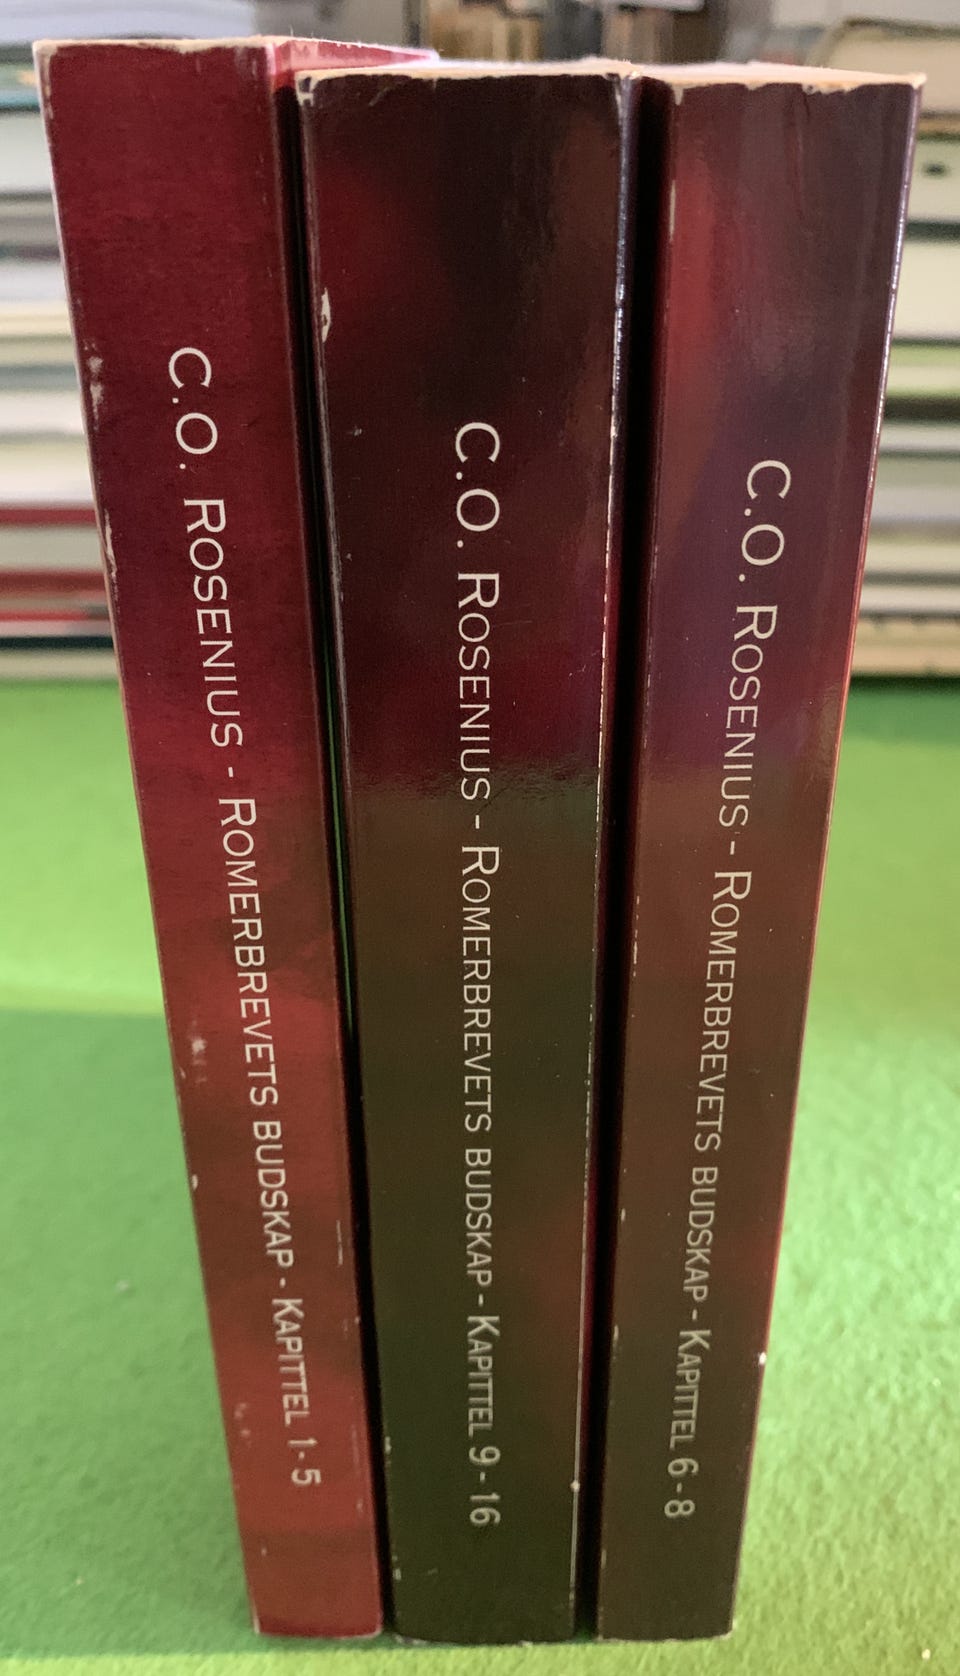 C.O. ROSENIUS - ROMERBREVETS BUDSKAP - KAPITTEL 1-5
C.O. ROSENIUS - ROMERBREVETS BUDSKAP - KAPITTEL 9 - 16
C.O. ROSENIUS - ROMERBREVETS BUDSKAP - KAPITTEL 6 - 8